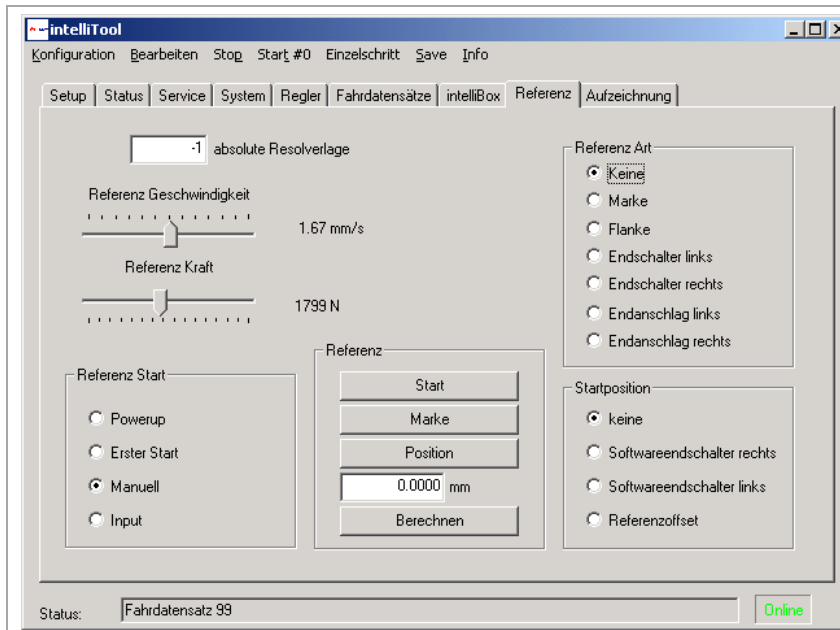 intelliTool
Konfiguration Bearbeiten Stop Start #0 Einzelschritt Save Info
Setup Status Service System Regler Fahrdatensätze intelliBox Referenz Aufzeichnung
-1 absolute Resolverlage
Referenz Geschwindigkeit
1.67 mm/s
Referenz Kraft
1799 N
Referenz Art
Keine
Marke
Flanke
Endschalter links
Endschalter rechts
Endanschlag links
Endanschlag rechts
Referenz Start
Powerup
Erster Start
Manuell
Input
Referenz
Start
Marke
Position
0.0000 mm
Berechnen
Startposition
keine
Softwareendschalter rechts
Softwareendschalter links
Referenzoffset
Status: Fahrdatensatz 99
Online